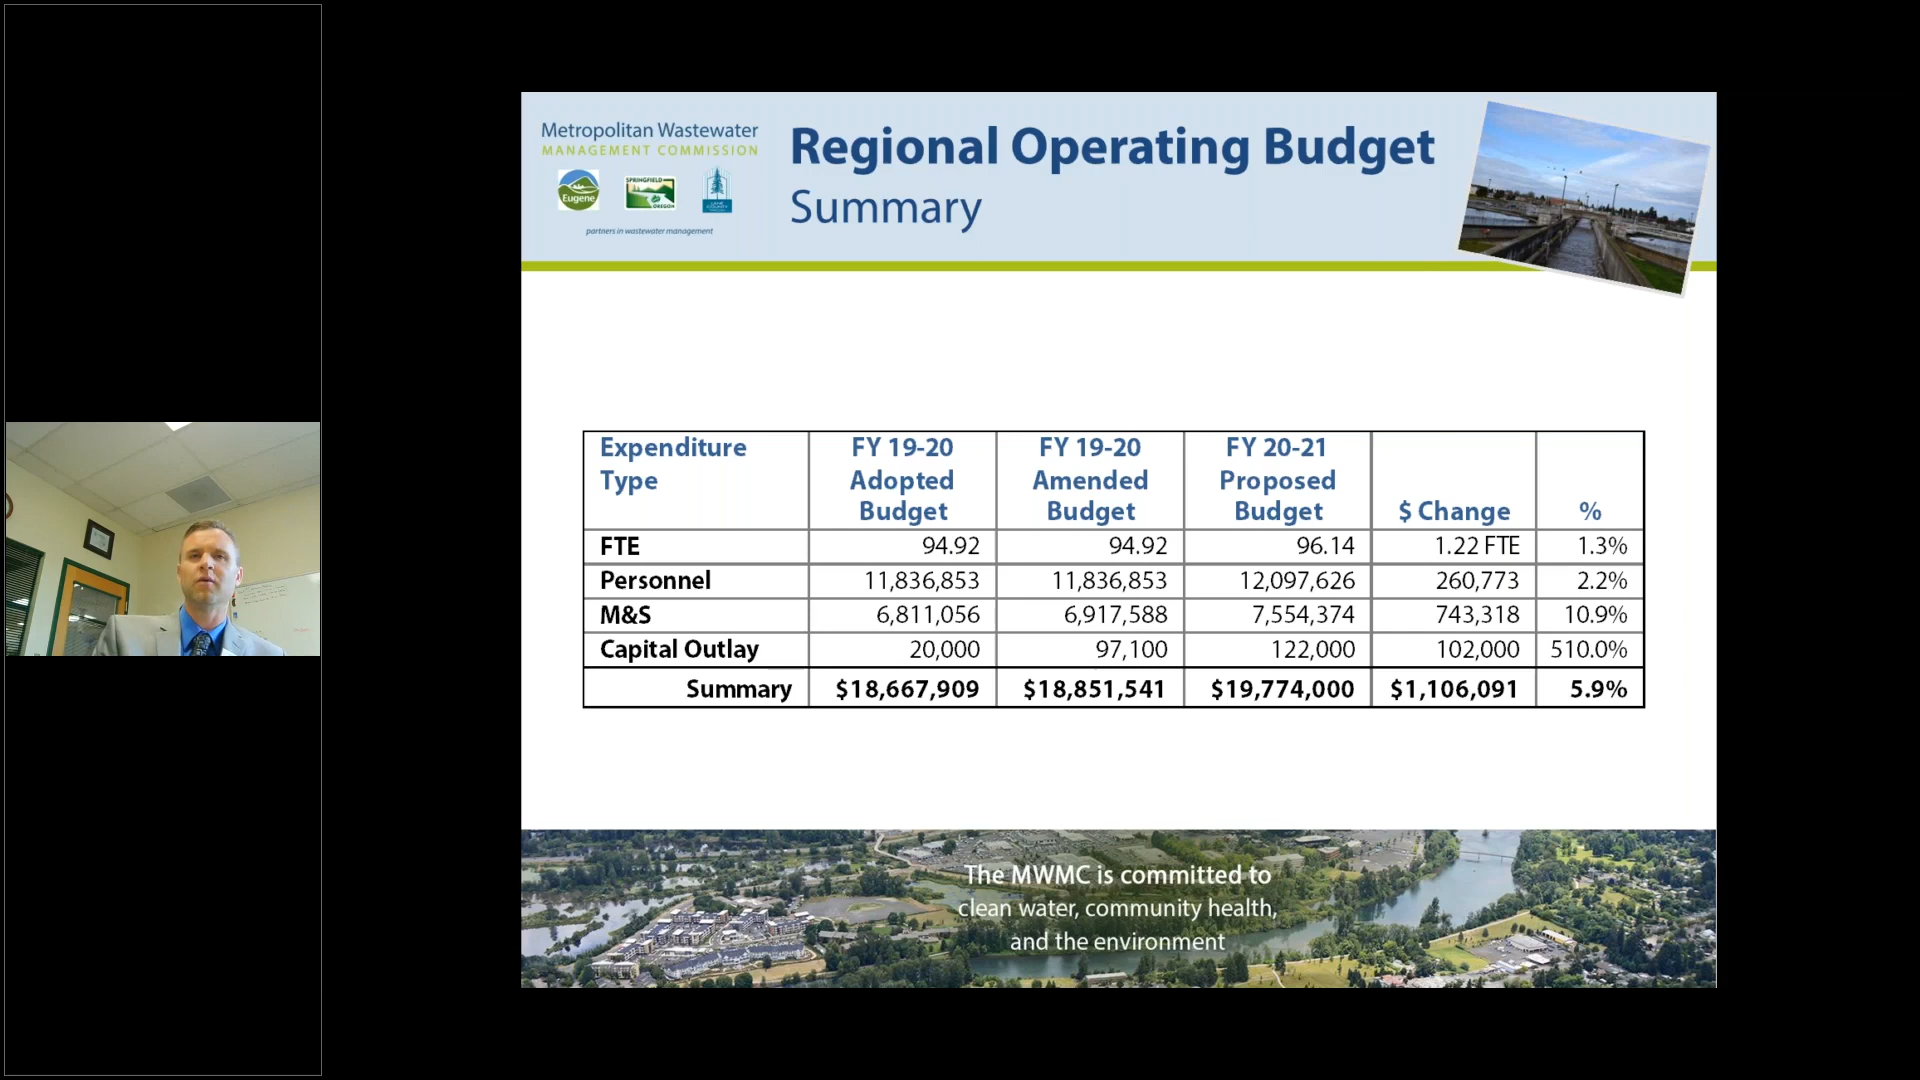 Metropolitan Wastewater
MANAGEMENT COMMISSION
Eugene
SPRINGFIELD
OREGON
LANE
COUNTY
partners in wastewater management
Regional Operating Budget
Summary
Expenditure Type FY 19-20 Adopted Budget FY 19-20 Amended Budget FY 20-21 Proposed Budget $ Change %
FTE 94.92 94.92 96.14 1.22 FTE 1.3%
Personnel 11,836,853 11,836,853 12,097,626 260,773 2.2%
M&S 6,811,056 6,917,588 7,554,374 743,318 10.9%
Capital Outlay 20,000 97,100 122,000 102,000 510.0%
Summary $18,667,909 $18,851,541 $19,774,000 $1,106,091 5.9%
The MWMC is committed to
clean water, community health,
and the environment